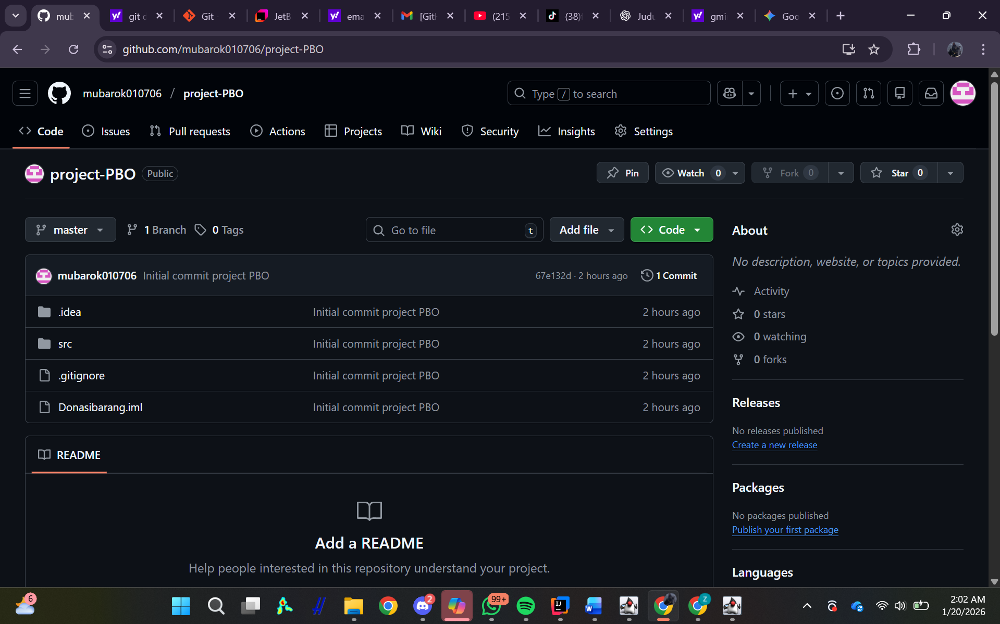 mub
git c
Git -
JetB
ema
[Gitl
(215
(38)
Judu
gmi
Goo
github.com/mubarok010706/project-PBO
mubarok010706 / project-PBO
Type / to search
Code
Issues
Pull requests
Actions
Projects
Wiki
Security
Insights
Settings
project-PBO Public
Pin
Watch 0
Fork 0
Star 0
master
1 Branch
0 Tags
Go to file t
Add file
Code
mubarok010706 Initial commit project PBO 67e132d · 2 hours ago 1 Commit
.idea Initial commit project PBO 2 hours ago
src Initial commit project PBO 2 hours ago
.gitignore Initial commit project PBO 2 hours ago
Donasibarang.iml Initial commit project PBO 2 hours ago
README
Add a README
Help people interested in this repository understand your project.
About
No description, website, or topics provided.
Activity
0 stars
0 watching
0 forks
Releases
No releases published
Create a new release
Packages
No packages published
Publish your first package
Languages
6
2
99+
IJ
W
Z
2:02 AM
1/20/2026